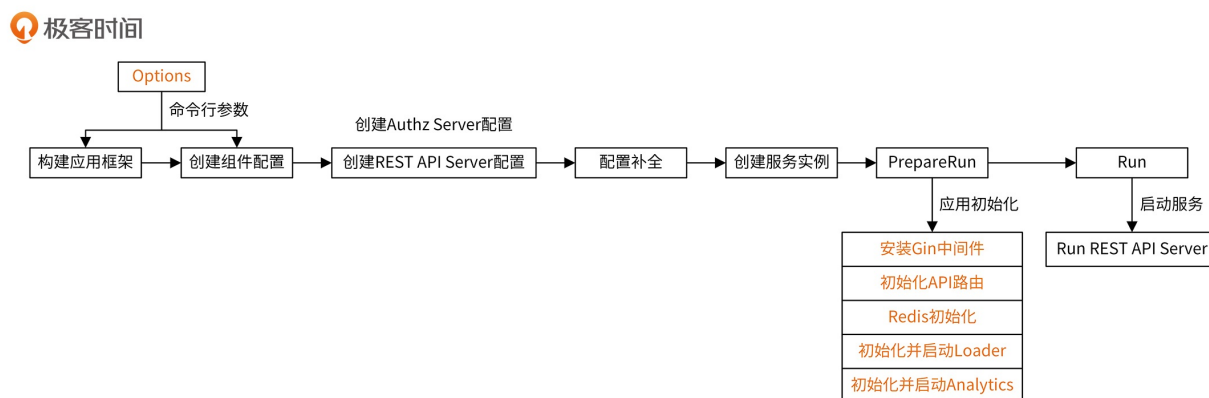 极客时间
Options
命令行参数
创建Authz Server配置
构建应用框架
创建组件配置
创建REST API Server配置
配置补全
创建服务实例
PrepareRun
Run
应用初始化
启动服务
安装Gin中间件
Run REST API Server
初始化API路由
Redis初始化
初始化并启动Loader
初始化并启动Analytics